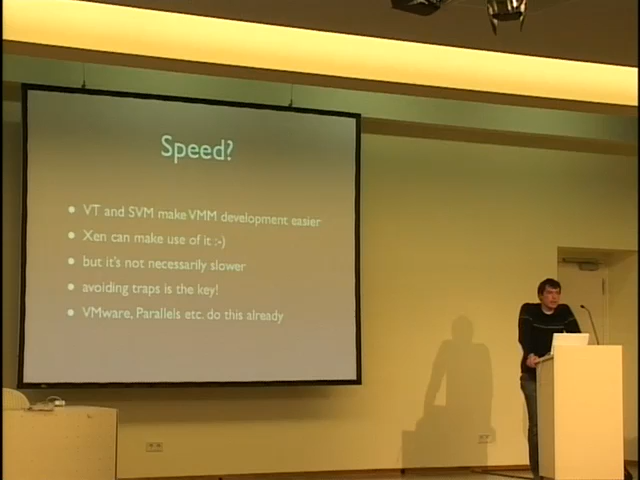 Speed?
• VT and SVM make VMM development easier
• Xen can make use of it :-)
• but it's not necessarily slower
• avoiding traps is the key!
• VMware, Parallels etc. do this already